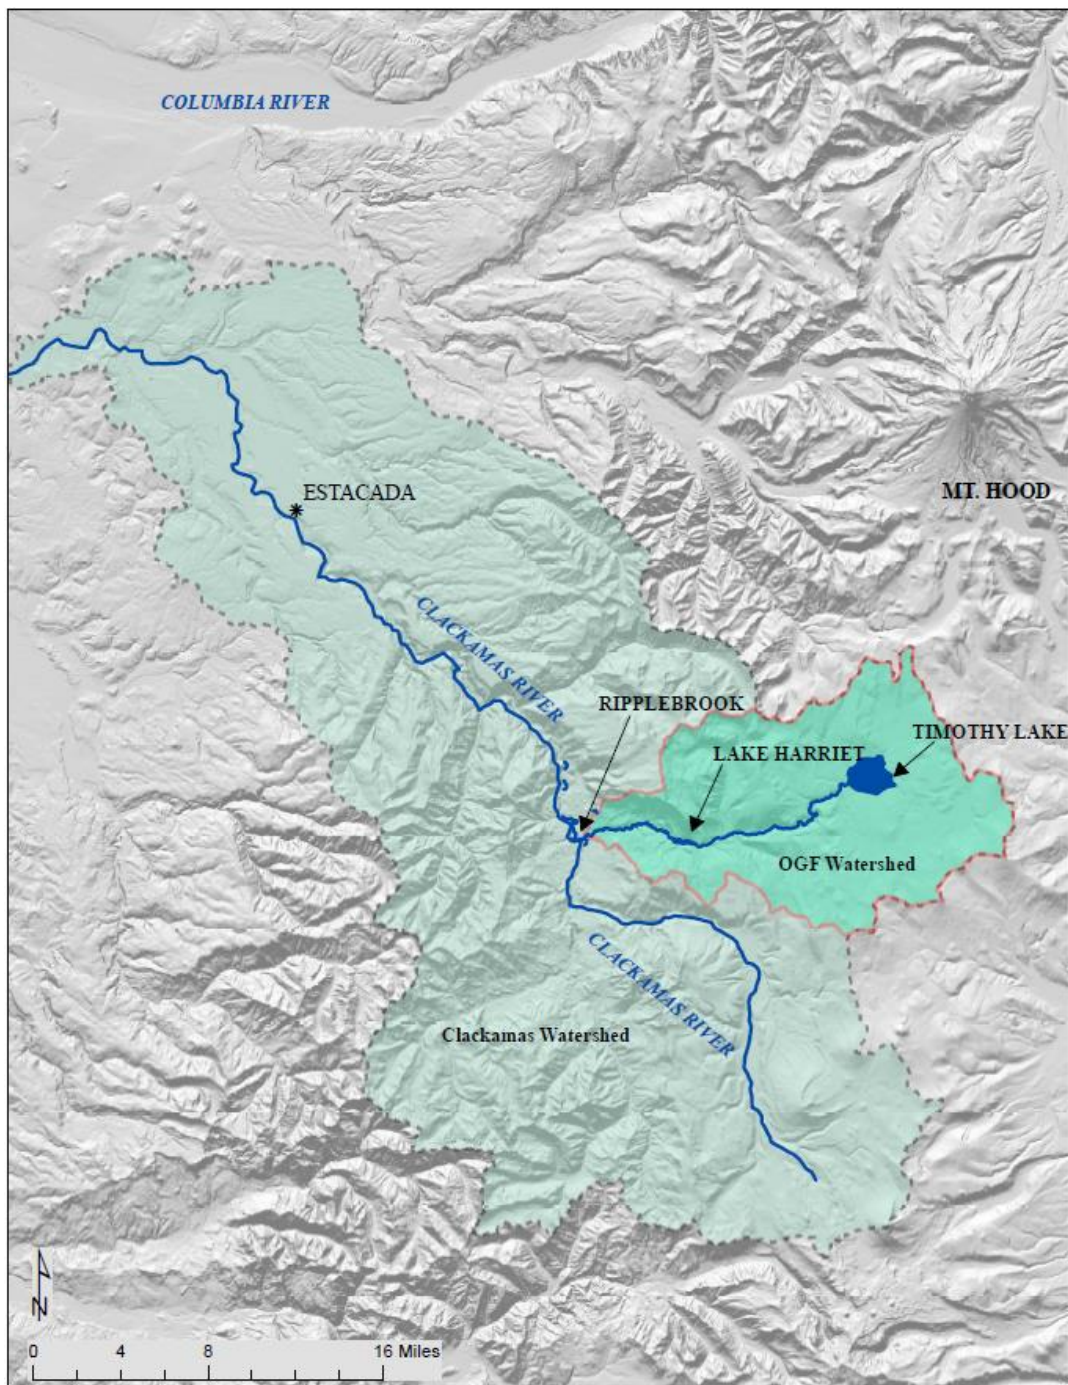 COLUMBIA RIVER
MT. HOOD
ESTACADA
CLACKAMAS RIVER
RIPPLEBROOK
TIMOTHY LAKE
LAKE HARRIET
OGF Watershed
CLACKAMAS RIVER
Clackamas Watershed
N
0 4 8 16 Miles